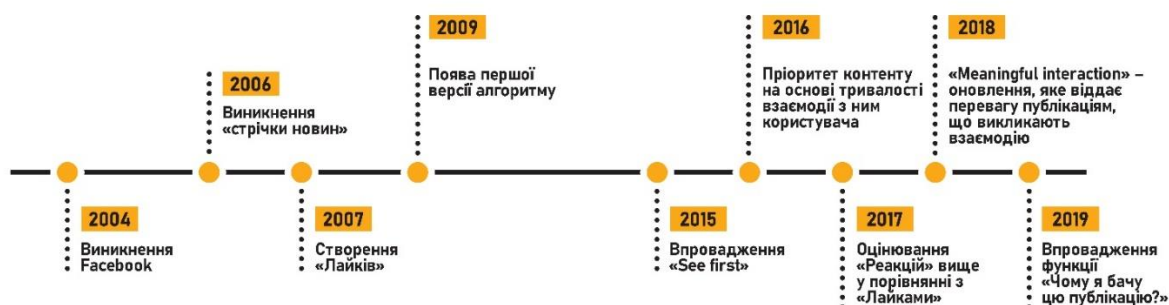 2004
Виникнення
Facebook
2006
Виникнення
«стрічки новин»
2007
Створення
«Лайків»
2009
Поява першої
версії алгоритму
2015
Впровадження
«See first»
2016
Пріоритет контенту
на основі тривалості
взаємодії з ним
користувача
2017
Оцінювання
«Реакцій» вище
у порівнянні з
«Лайками»
2018
«Meaningful interaction» –
оновлення, яке віддає
перевагу публікаціям,
що викликають
взаємодію
2019
Впровадження
функції
«Чому я бачу
цю публікацію?»